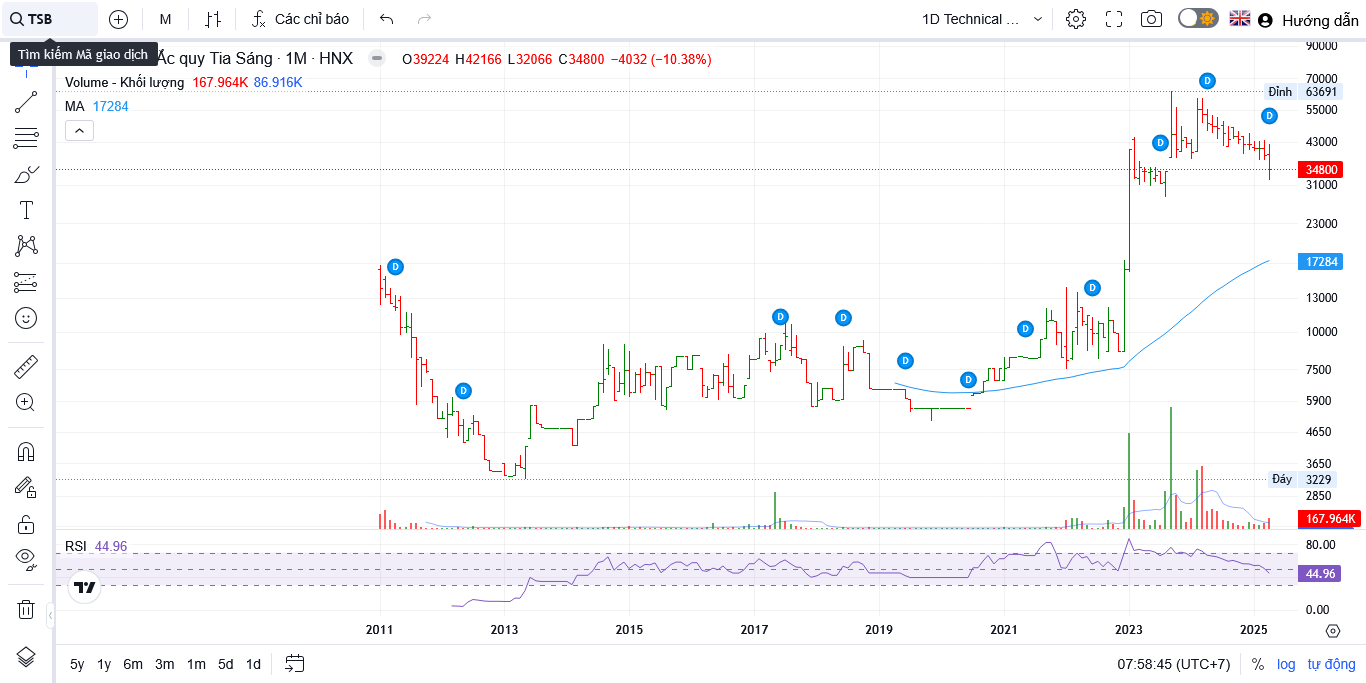 TSB M Các chỉ báo 1D Technical ... Hướng dẫn
Tìm kiếm Mã giao dịch
Ắc quy Tia Sáng · 1M · HNX O39224 H42166 L32066 C34800 −4032 (−10.38%)
Volume - Khối lượng 167.964K 86.916K
MA 17284
90000
70000
Đỉnh 63691
55000
43000
34800
31000
23000
17284
13000
10000
7500
5900
4650
3650
Đáy 3229
2850
167.964K
D D D D D D D D D D D
RSI 44.96
80.00
44.96
0.00
2011 2013 2015 2017 2019 2021 2023 2025
5y 1y 6m 3m 1m 5d 1d 07:58:45 (UTC+7) % log tự động